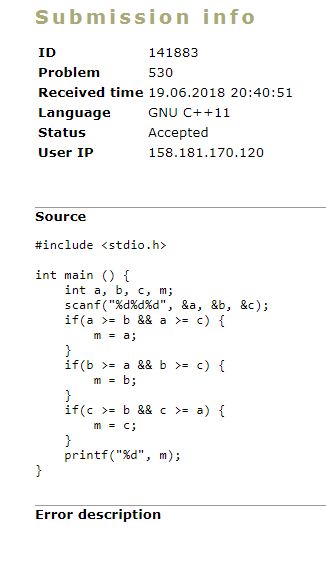 Submission info
ID 141883
Problem 530
Received time 19.06.2018 20:40:51
Language GNU C++11
Status Accepted
User IP 158.181.170.120
Source
#include <stdio.h>
int main () {
    int a, b, c, m;
    scanf("%d%d%d", &a, &b, &c);
    if(a >= b && a >= c) {
        m = a;
    }
    if(b >= a && b >= c) {
        m = b;
    }
    if(c >= b && c >= a) {
        m = c;
    }
    printf("%d", m);
}
Error description